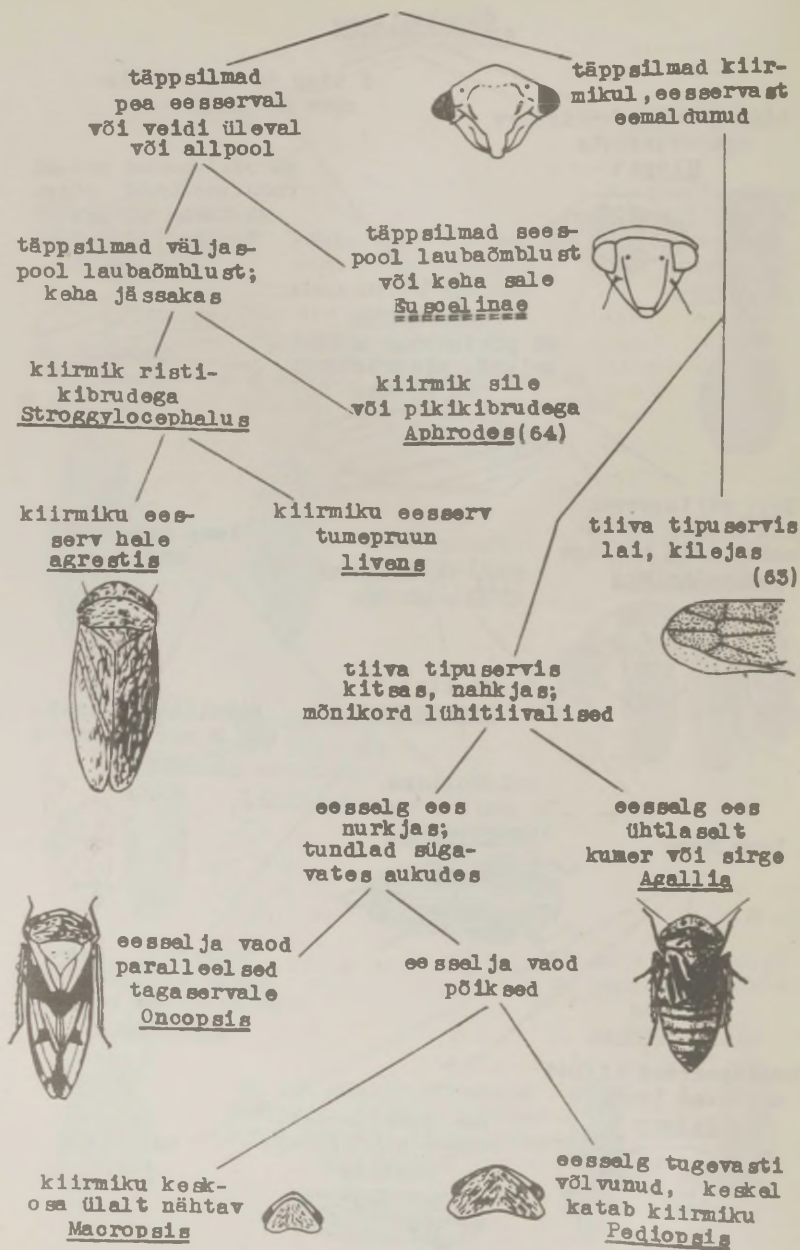 täppsilmad
pea eesserval
või veidi üleval
või allpool
täppsilmad kiir-
mikul, eesservast
eemaldunud
täppsilmad väljas-
pool laubaõmblust;
keha jässakas
täppsilmad sees-
pool laubaõmblust
või keha sale
Euscelinae
kiirmik risti-
kibrudega
Stroggylocephalus
kiirmik sile
või pikikibrudega
Aphrodes(64)
kiirmiku ees-
serv hele
agrestis
kiirmiku eesserv
tumepruun
livens
tiiva tipuservis
lai, kilejas
(63)
tiiva tipuservis
kitsas, nahkjas;
mõnikord lühitiivalised
eesselg ees
nurkjas;
tundlad süga-
vates aukudes
eesselg ees
ühtlaselt
kumer või sirge
Agallia
eesselja vaod
paralleelsed
tagaservale
Oncopsis
eesselja vaod
põiksed
kiirmiku kesk-
osa ülalt nähtav
Macropsis
eesselg tugevasti
võlvunud, keskel
katab kiirmiku
Pediopsis